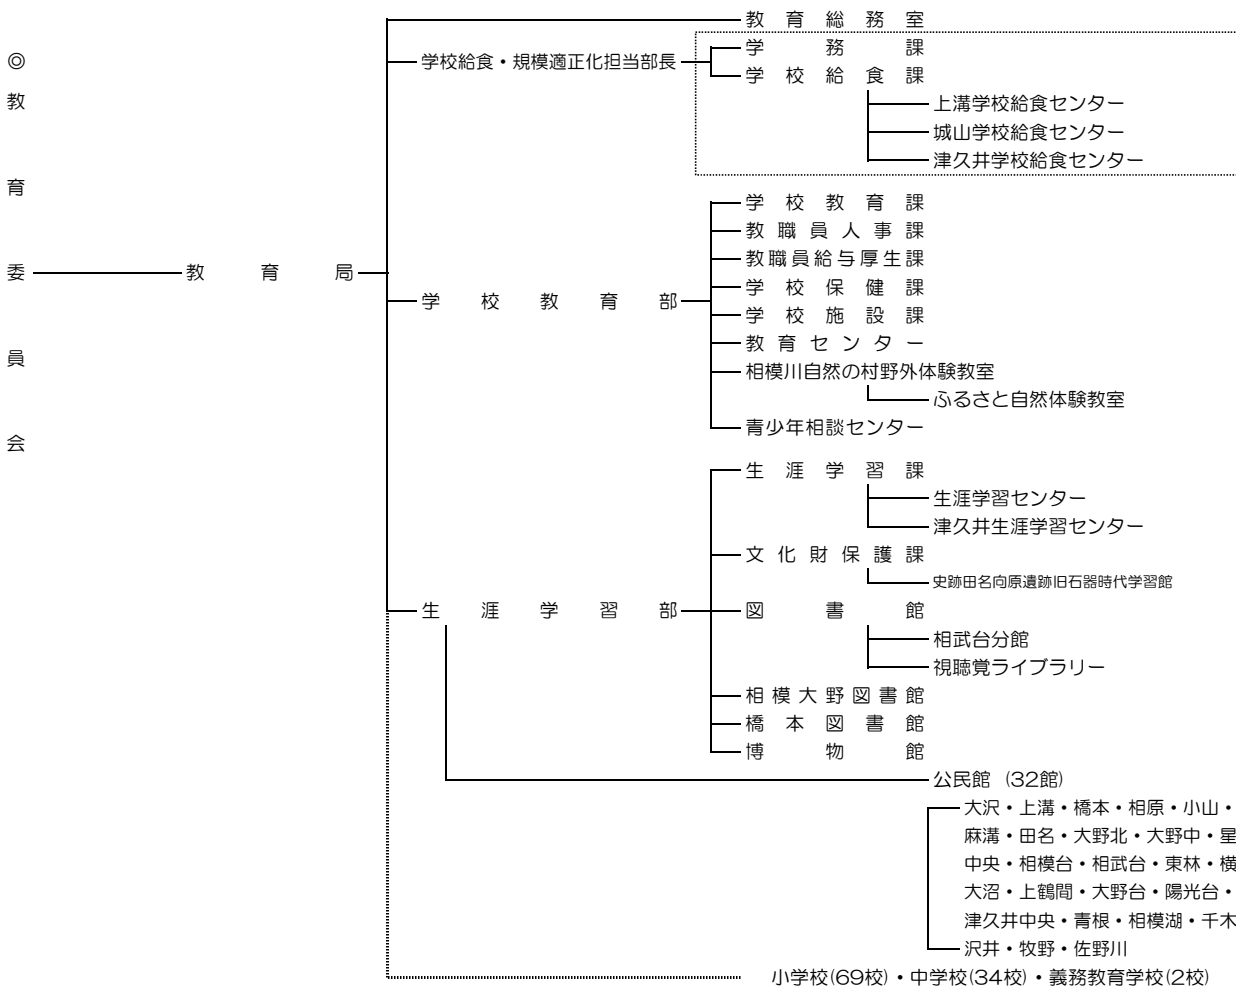 ◎教育委員会
教育局
教育総務室
学校給食・規模適正化担当部長
学務課
学校給食課
上溝学校給食センター
城山学校給食センター
津久井学校給食センター
学校教育部
学校教育課
教職員人事課
教職員給与厚生課
学校保健課
学校施設課
教育センター
相模川自然の村野外体験教室
ふるさと自然体験教室
青少年相談センター
生涯学習部
生涯学習課
生涯学習センター
津久井生涯学習センター
文化財保護課
史跡田名向原遺跡旧石器時代学習館
図書館
相武台分館
視聴覚ライブラリー
相模大野図書館
橋本図書館
博物館
公民館 (32館)
大沢・上溝・橋本・相原・小山・
麻溝・田名・大野北・大野中・星
中央・相模台・相武台・東林・横
大沼・上鶴間・大野台・陽光台・
津久井中央・青根・相模湖・千木
沢井・牧野・佐野川
小学校(69校)・中学校(34校)・義務教育学校(2校)